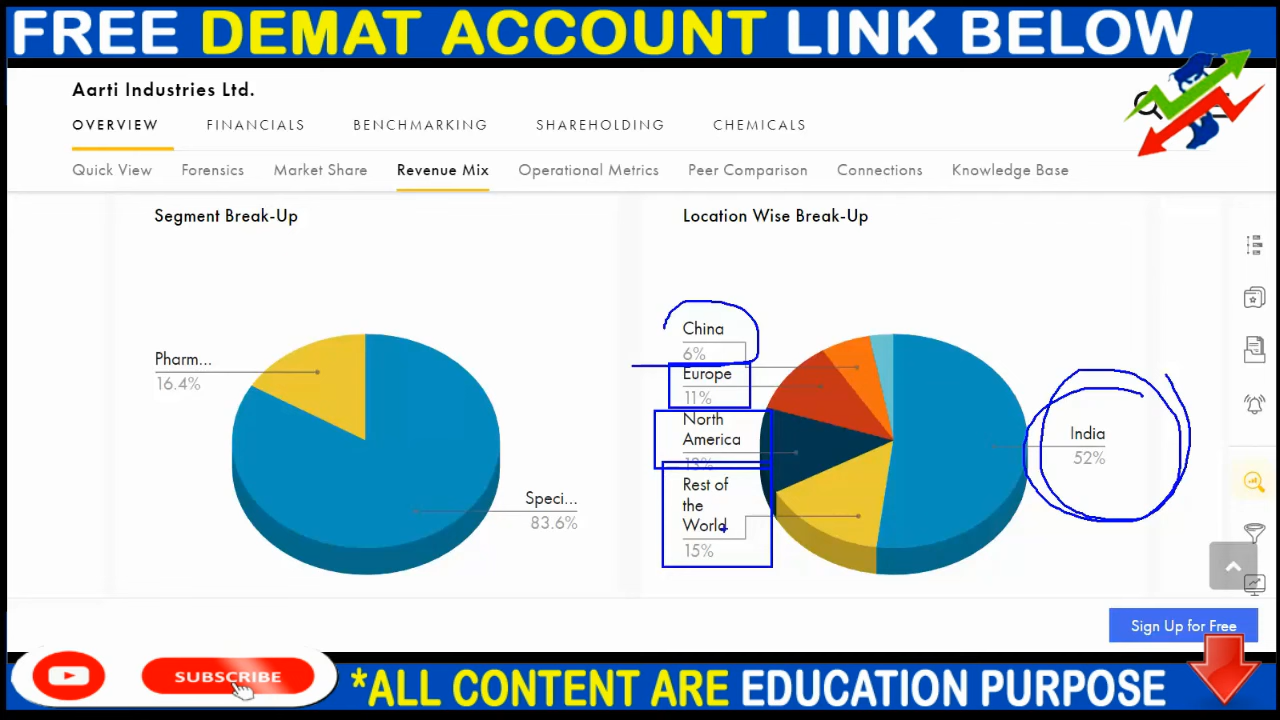 FREE DEMAT ACCOUNT LINK BELOW
Aarti Industries Ltd.
OVERVIEW FINANCIALS BENCHMARKING SHAREHOLDING CHEMICALS
Quick View Forensics Market Share Revenue Mix Operational Metrics Peer Comparison Connections Knowledge Base
Segment Break-Up
Pharm...
16.4%
Speci...
83.6%
Location Wise Break-Up
China
6%
Europe
11%
North
America
13%
Rest of
the
World
15%
India
52%
Sign Up for Free
SUBSCRIBE
*ALL CONTENT ARE EDUCATION PURPOSE